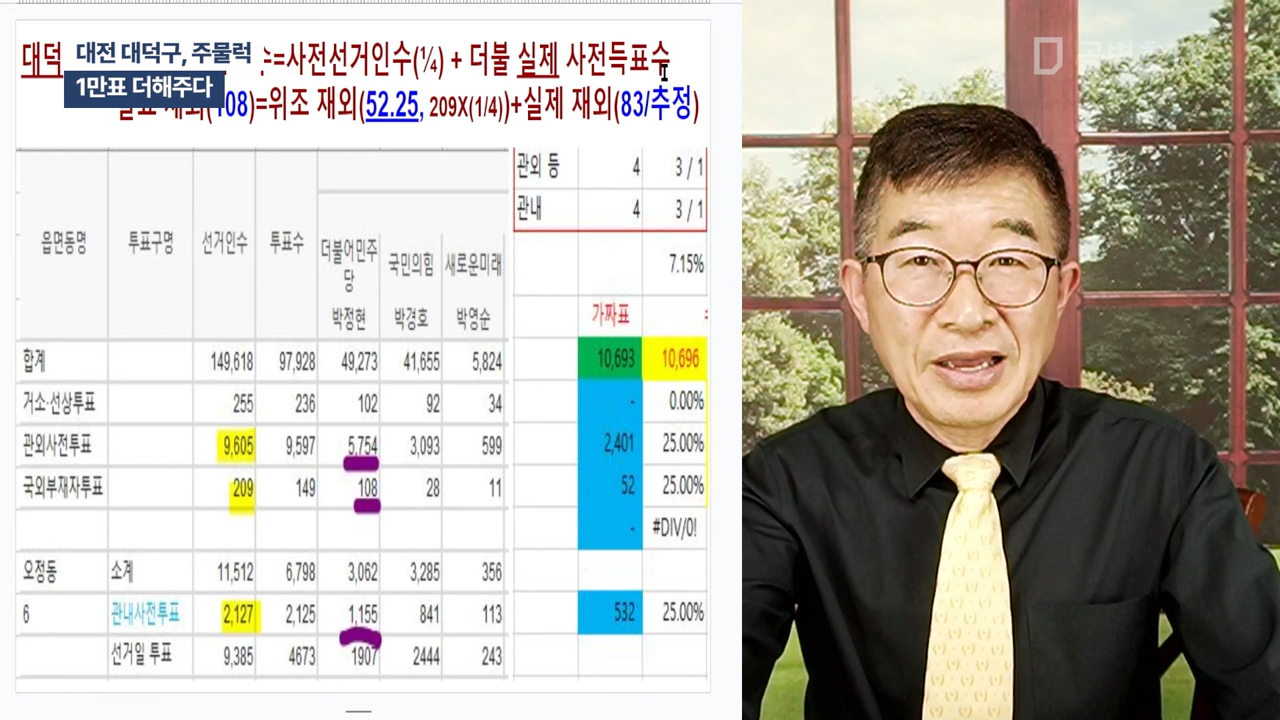 대덕
대전 대덕구, 주물럭
1만표 더해주다
수=사전선거인수(¼) + 더불 실제 사전득표수
발표 재외(108)=위조 재외(52.25, 209X(1/4))+실제 재외(83/추정)
읍면동명 투표구명 선거인수 투표수 더불어민주당 박정현 국민의힘 박경호 새로운미래 박영순
합계 149,618 97,928 49,273 41,655 5,824
거소·선상투표 255 236 102 92 34
관외사전투표 9,605 9,597 5,754 3,093 599
국외부재자투표 209 149 108 28 11
오정동 소계 11,512 6,798 3,062 3,285 356
6 관내사전투표 2,127 2,125 1,155 841 113
선거일 투표 9,385 4673 1907 2444 243
관외 등 4 3 / 1
관내 4 3 / 1
7.15%
가짜표
10,693 10,696
- 0.00%
2,401 25.00%
52 25.00%
- #DIV/0!
532 25.00%